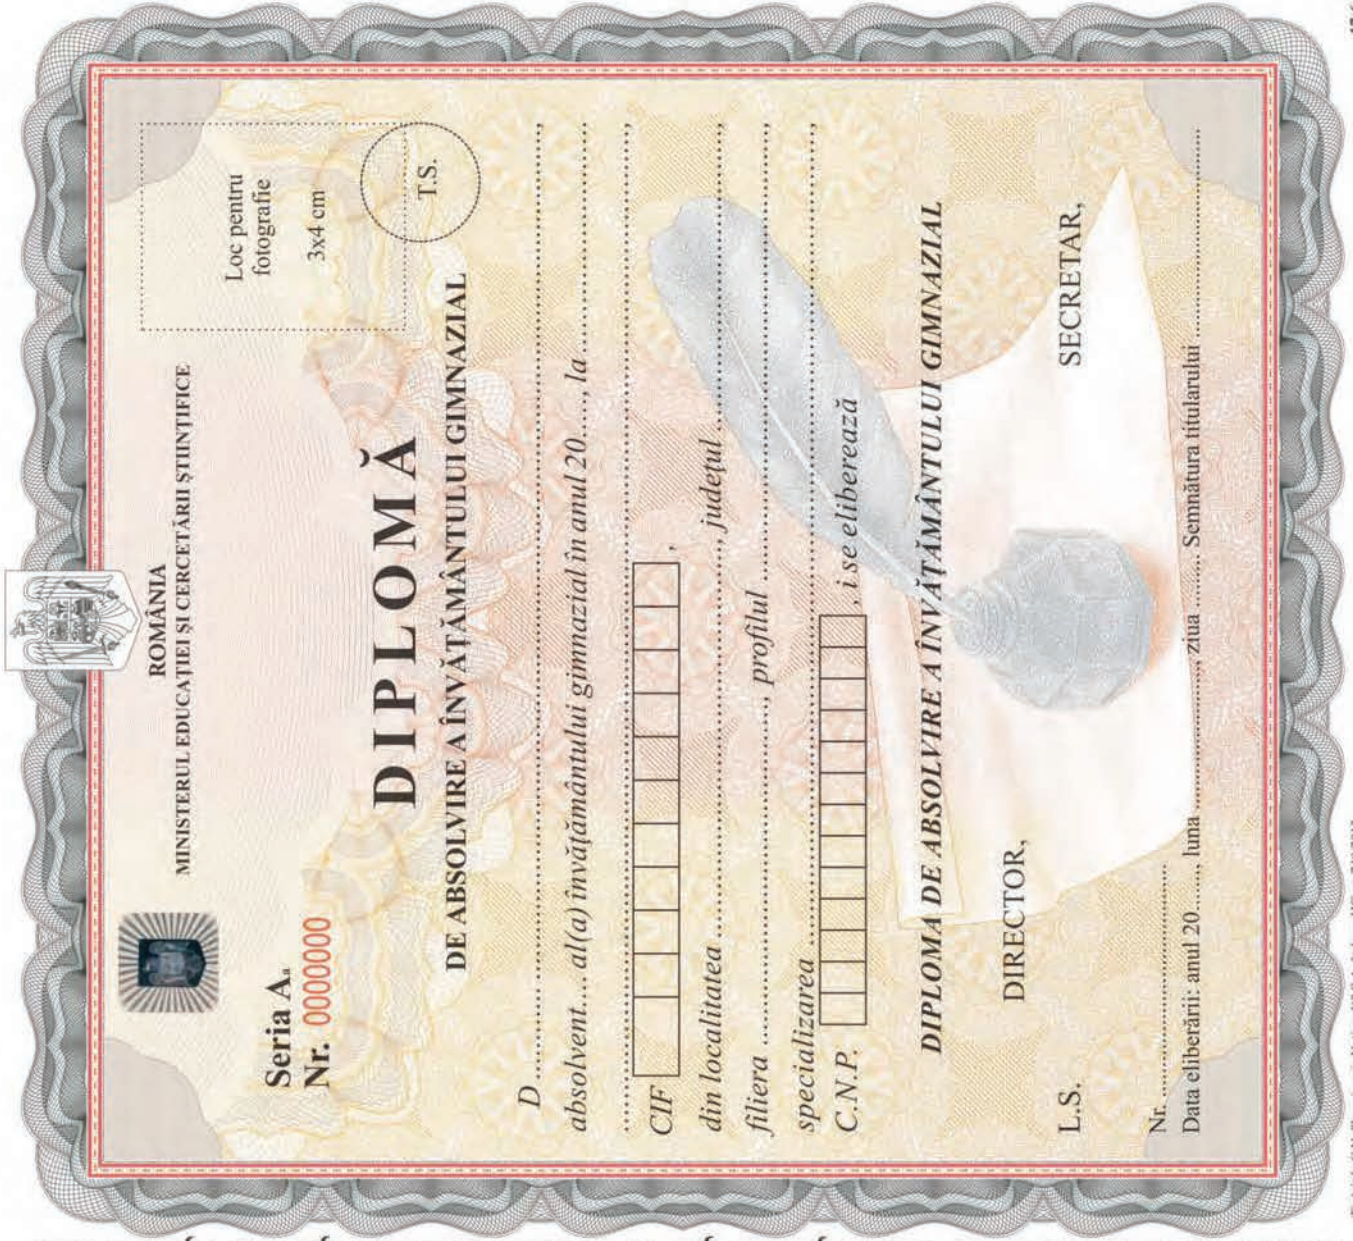 ROMÂNIA
MINISTERUL EDUCAȚIEI ȘI CERCETĂRII ȘTIINȚIFICE
Loc pentru
fotografie
3x4 cm
T.S.
Seria A
Nr. 0000000
DIPLOMĂ
DE ABSOLVIRE A ÎNVĂȚĂMÂNTULUI GIMNAZIAL
D ........................................
absolvent.... al(a) învățământului gimnazial în anul 20....., la ........................
........................................
CIF ,
din localitatea ........................, județul ........................
filiera ........................, profilul ........................
specializarea ........................
C.N.P. , i se eliberează
DIPLOMA DE ABSOLVIRE A ÎNVĂȚĂMÂNTULUI GIMNAZIAL
DIRECTOR,
SECRETAR,
L.S.
Nr. ........................
Data eliberării: anul 20......, luna ........................, ziua ........ Semnătura titularului ........................